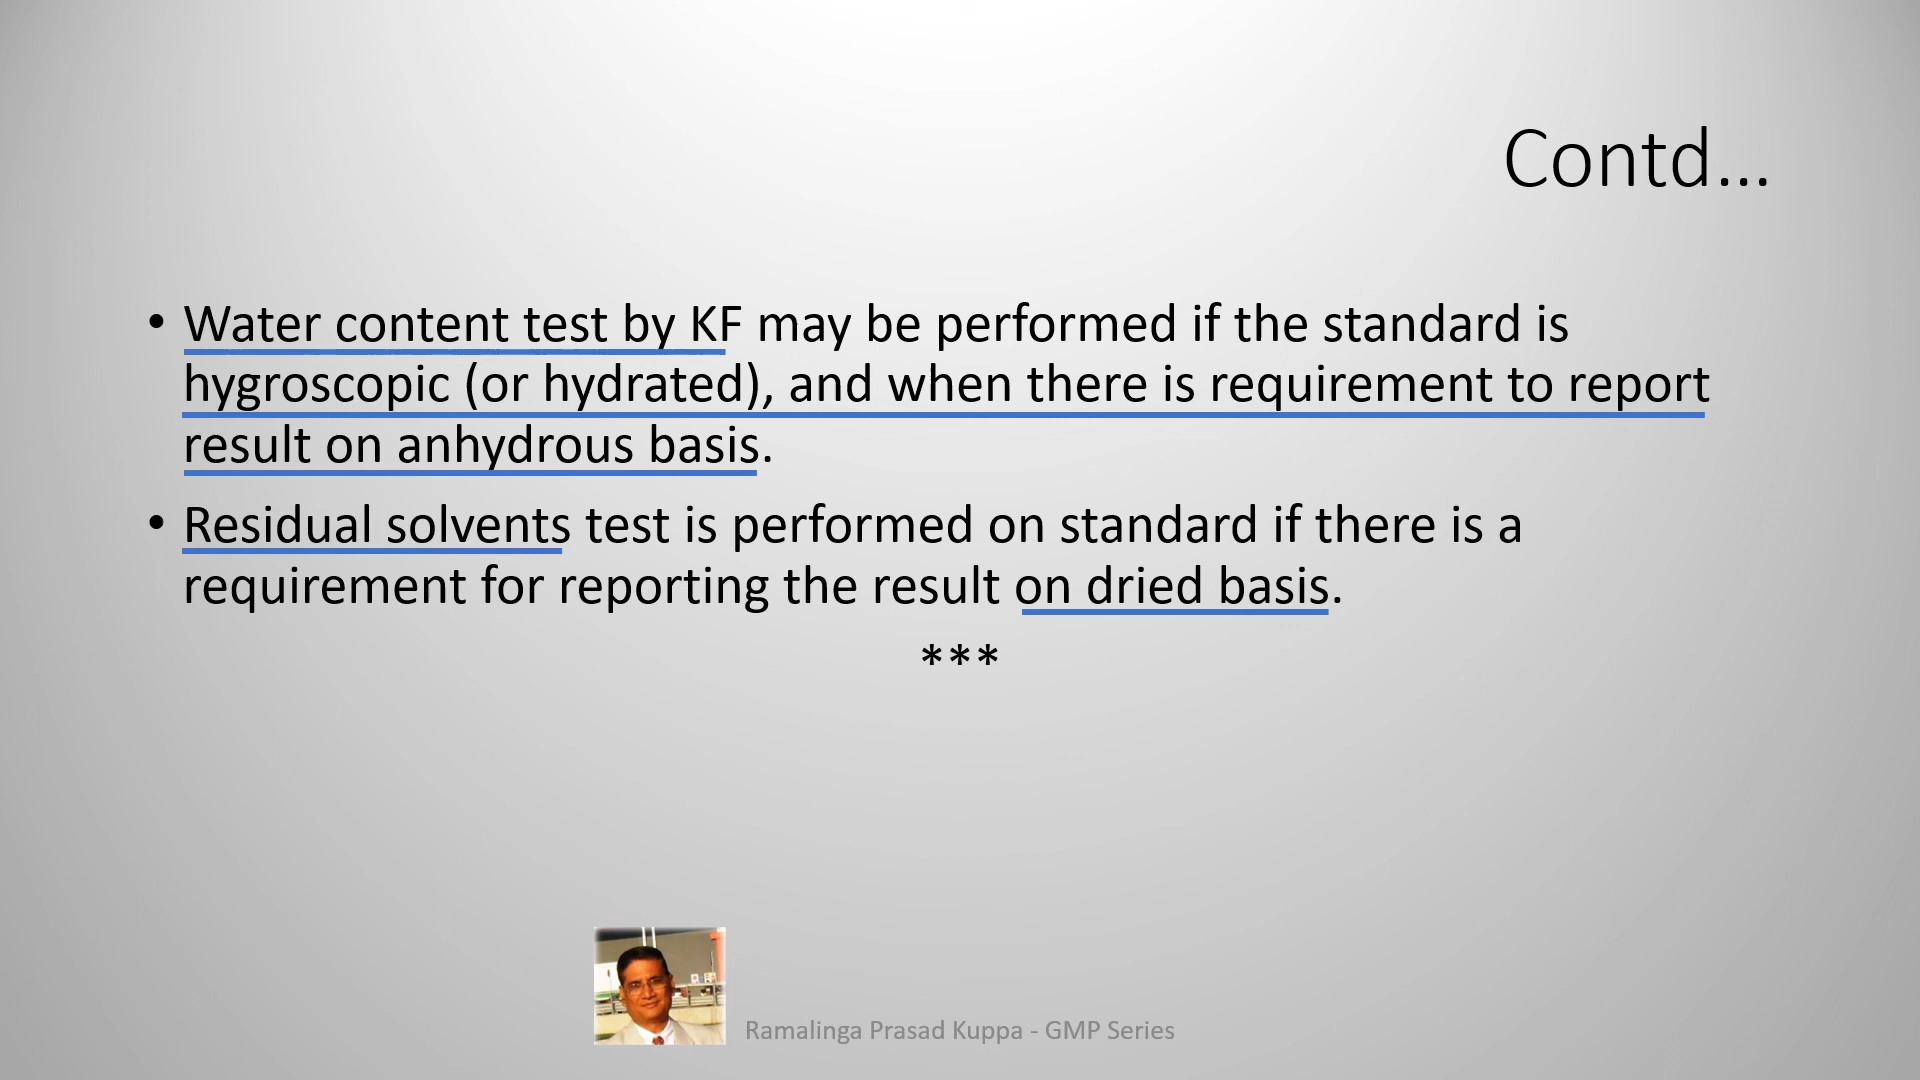 Contd…
• Water content test by KF may be performed if the standard is
hygroscopic (or hydrated), and when there is requirement to report
result on anhydrous basis.
• Residual solvents test is performed on standard if there is a
requirement for reporting the result on dried basis.
***
Ramalinga Prasad Kuppa - GMP Series